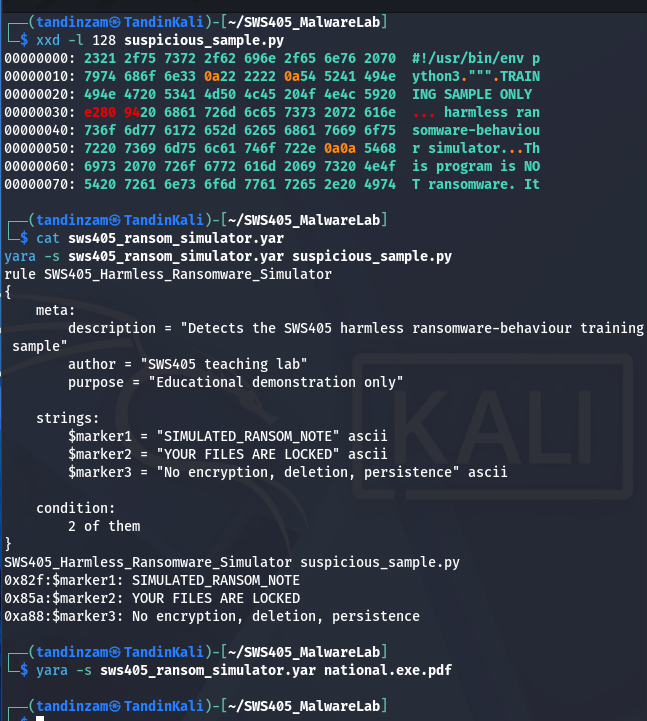 ┌──(tandinzam㉿TandinKali)-[~/SWS405_MalwareLab]
└─$ xxd -l 128 suspicious_sample.py
00000000: 2321 2f75 7372 2f62 696e 2f65 6e76 2070  #!/usr/bin/env p
00000010: 7974 686f 6e33 0a22 2222 0a54 5241 494e  ython3.""".TRAIN
00000020: 494e 4720 5341 4d50 4c45 204f 4e4c 5920  ING SAMPLE ONLY 
00000030: e280 9420 6861 726d 6c65 7373 2072 616e  ... harmless ran
00000040: 736f 6d77 6172 652d 6265 6861 7669 6f75  somware-behaviou
00000050: 7220 7369 6d75 6c61 746f 722e 0a0a 5468  r simulator...Th
00000060: 6973 2070 726f 6772 616d 2069 7320 4e4f  is program is NO
00000070: 5420 7261 6e73 6f6d 7761 7265 2e20 4974  T ransomware. It
┌──(tandinzam㉿TandinKali)-[~/SWS405_MalwareLab]
└─$ cat sws405_ransom_simulator.yar
yara -s sws405_ransom_simulator.yar suspicious_sample.py
rule SWS405_Harmless_Ransomware_Simulator
{
    meta:
        description = "Detects the SWS405 harmless ransomware-behaviour training
 sample"
        author = "SWS405 teaching lab"
        purpose = "Educational demonstration only"
    strings:
        $marker1 = "SIMULATED_RANSOM_NOTE" ascii
        $marker2 = "YOUR FILES ARE LOCKED" ascii
        $marker3 = "No encryption, deletion, persistence" ascii
    condition:
        2 of them
}
SWS405_Harmless_Ransomware_Simulator suspicious_sample.py
0x82f:$marker1: SIMULATED_RANSOM_NOTE
0x85a:$marker2: YOUR FILES ARE LOCKED
0xa88:$marker3: No encryption, deletion, persistence
┌──(tandinzam㉿TandinKali)-[~/SWS405_MalwareLab]
└─$ yara -s sws405_ransom_simulator.yar national.exe.pdf
┌──(tandinzam㉿TandinKali)-[~/SWS405_MalwareLab]
└─$
KALI